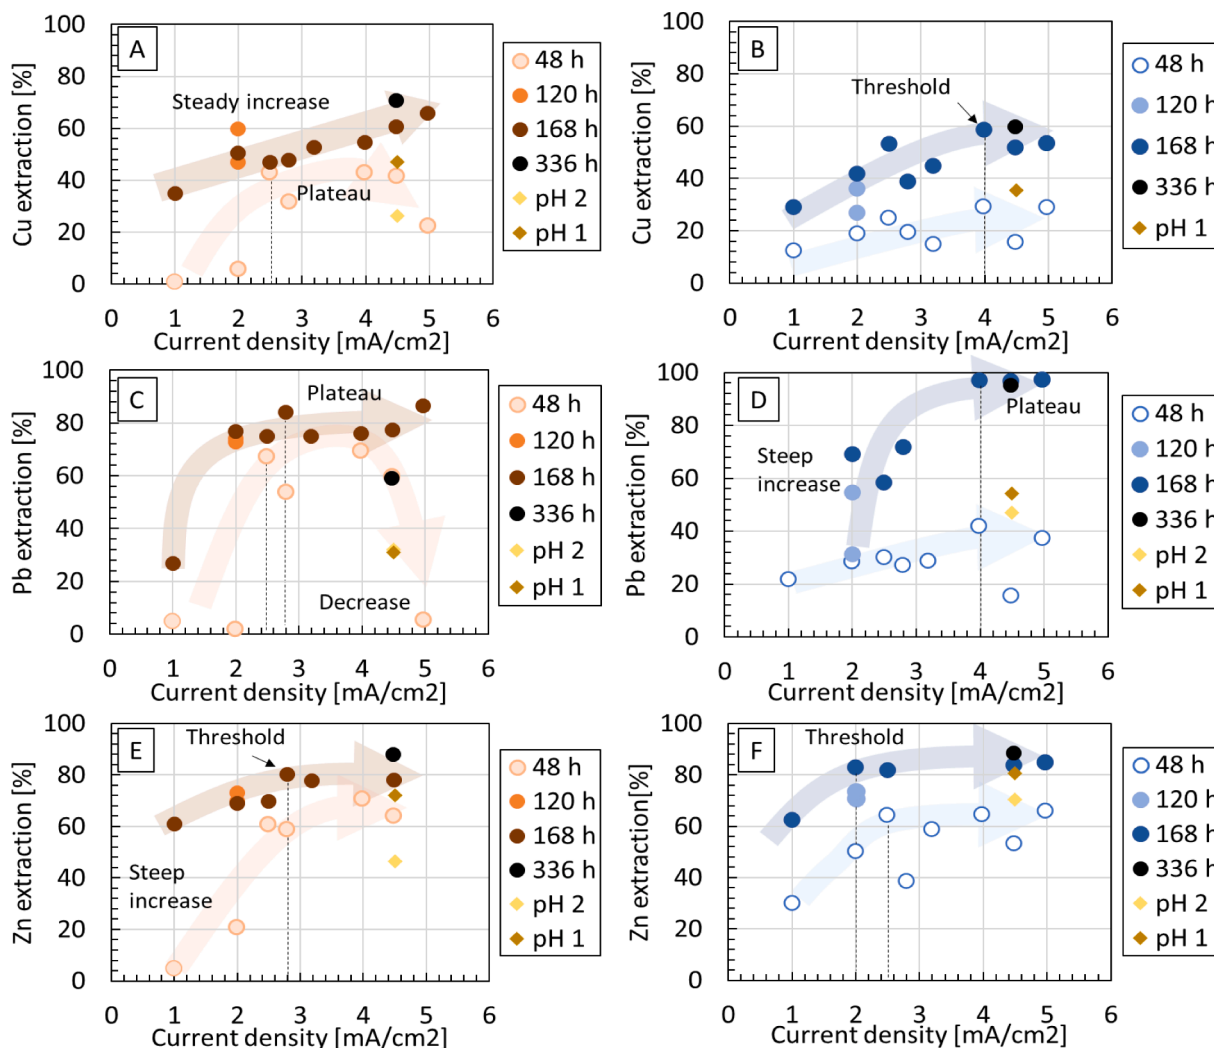 A
Cu extraction [%]
100
80
60
40
20
0
Steady increase
Plateau
0 1 2 3 4 5 6
Current density [mA/cm2]
48 h
120 h
168 h
336 h
pH 2
pH 1
B
Cu extraction [%]
100
80
60
40
20
0
Threshold
0 1 2 3 4 5 6
Current density [mA/cm2]
48 h
120 h
168 h
336 h
pH 1
C
Pb extraction [%]
100
80
60
40
20
0
Plateau
Decrease
0 1 2 3 4 5 6
Current density [mA/cm2]
48 h
120 h
168 h
336 h
pH 2
pH 1
D
Pb extraction [%]
100
80
60
40
20
0
Plateau
Steep
increase
0 1 2 3 4 5 6
Current density [mA/cm2]
48 h
120 h
168 h
336 h
pH 2
pH 1
E
Zn extraction [%]
100
80
60
40
20
0
Threshold
Steep
increase
0 1 2 3 4 5 6
Current density [mA/cm2]
48 h
120 h
168 h
336 h
pH 2
pH 1
F
Zn extraction [%]
100
80
60
40
20
0
Threshold
0 1 2 3 4 5 6
Current density [mA/cm2]
48 h
120 h
168 h
336 h
pH 2
pH 1